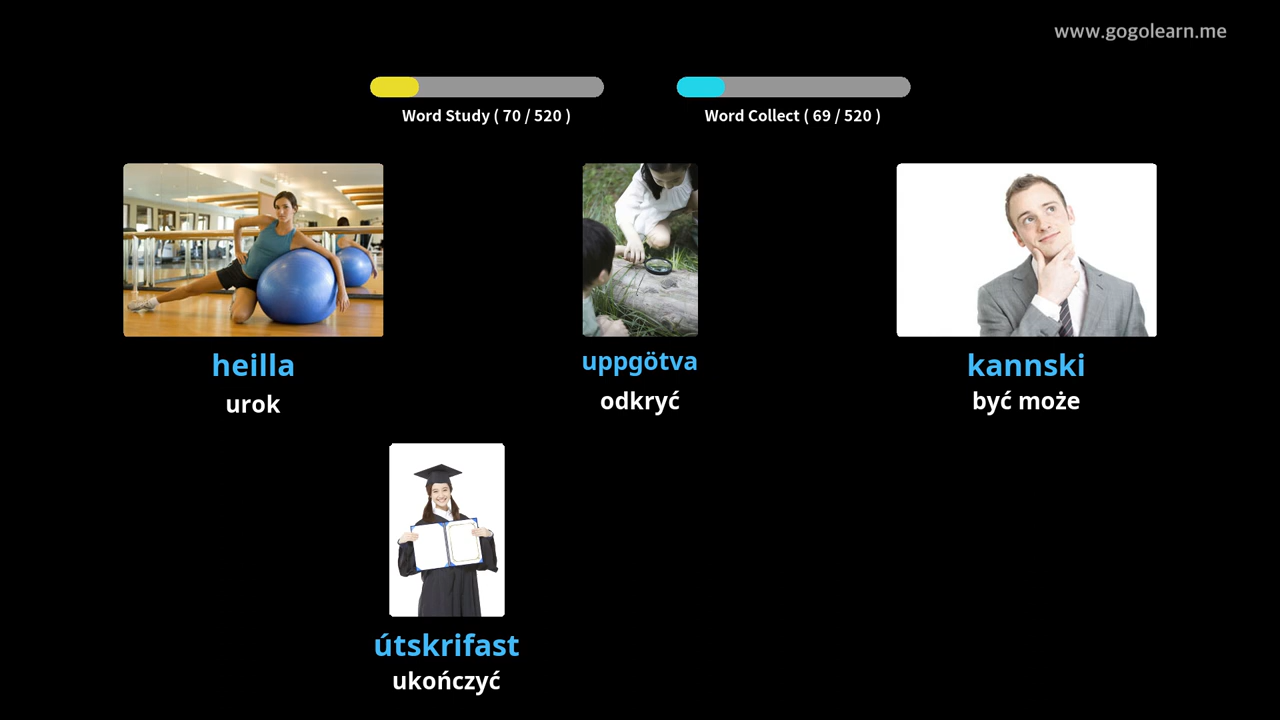 www.gogolearn.me
Word Study ( 70 / 520 )
Word Collect ( 69 / 520 )
heilla
urok
uppgötva
odkryć
kannski
być może
útskrifast
ukończyć